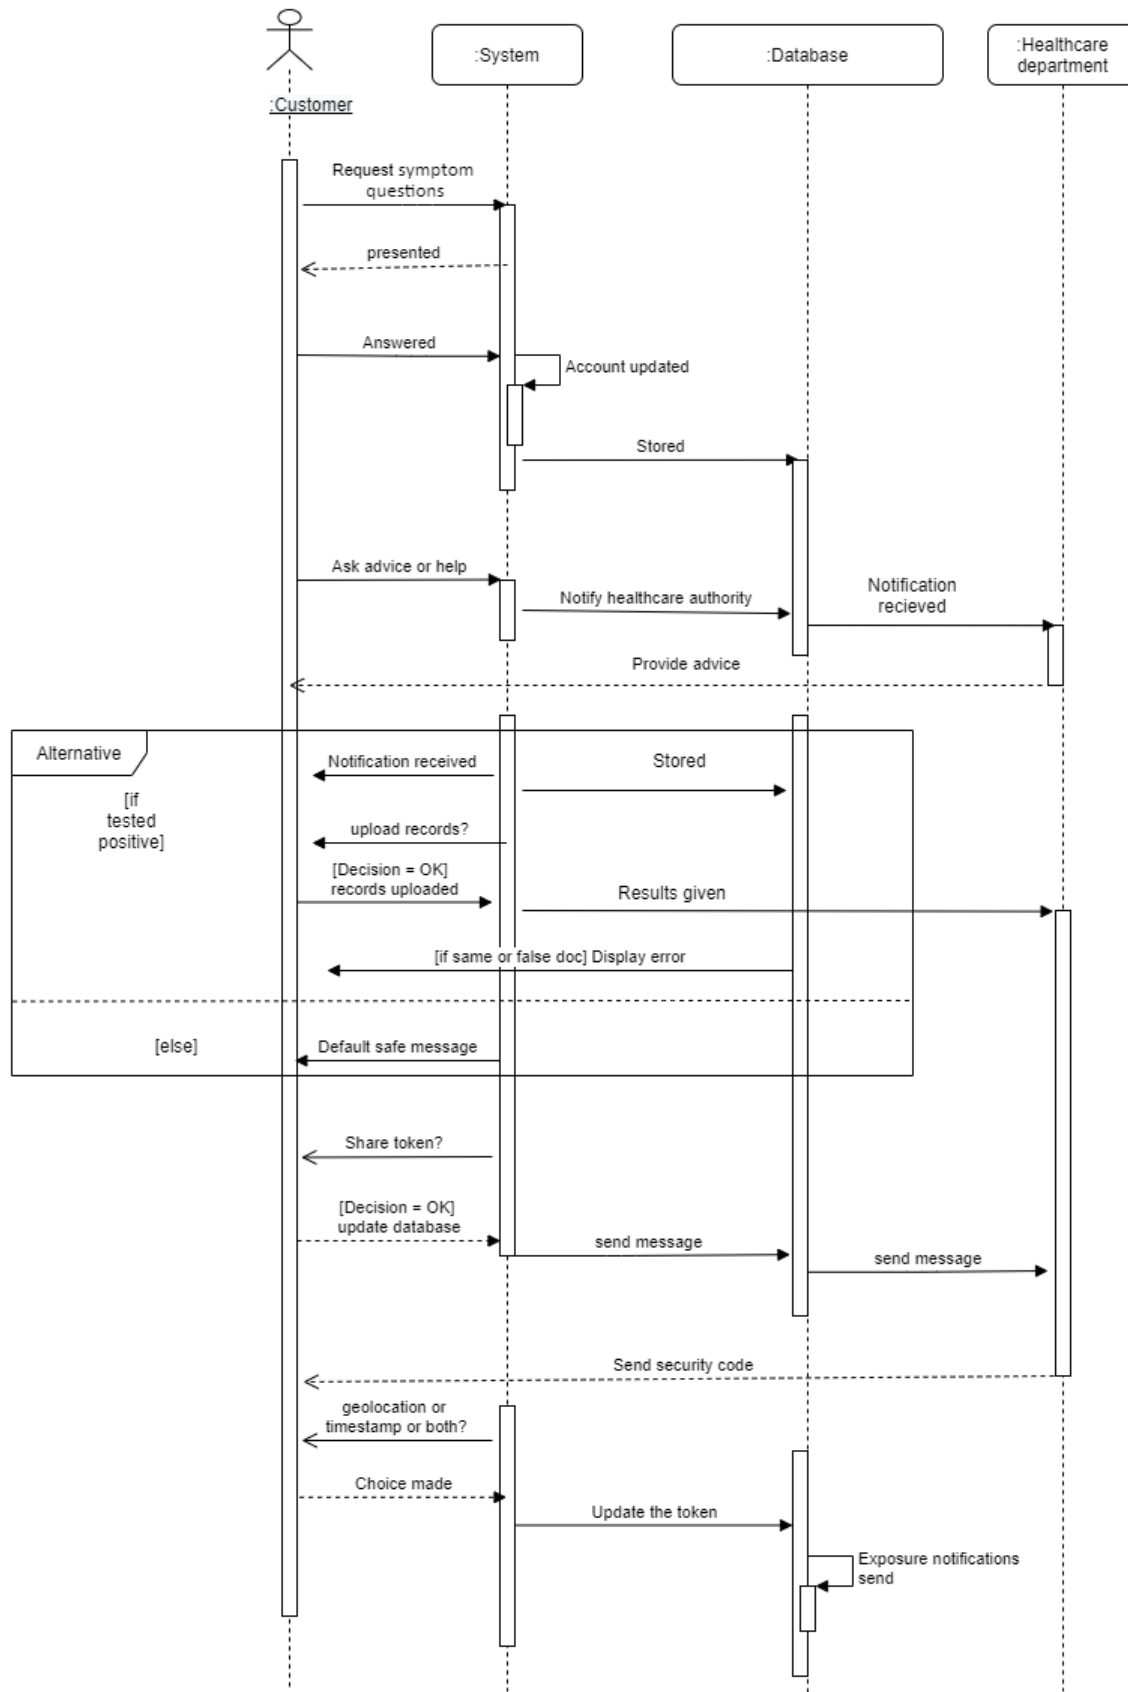 :System
:Database
:Healthcare
department
:Customer
Request symptom
questions
presented
Answered
Account updated
Stored
Ask advice or help
Notify healthcare authority
Notification
recieved
Provide advice
Alternative
Notification received
Stored
[if
tested
positive]
upload records?
[Decision = OK]
records uploaded
Results given
[if same or false doc] Display error
[else]
Default safe message
Share token?
[Decision = OK]
update database
send message
send message
Send security code
geolocation or
timestamp or both?
Choice made
Update the token
Exposure notifications
send